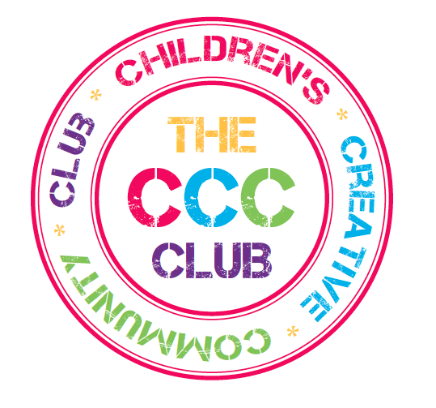 CHILDREN'S * CREATIVE * COMMUNITY * CLUB *
THE
CCC
CLUB